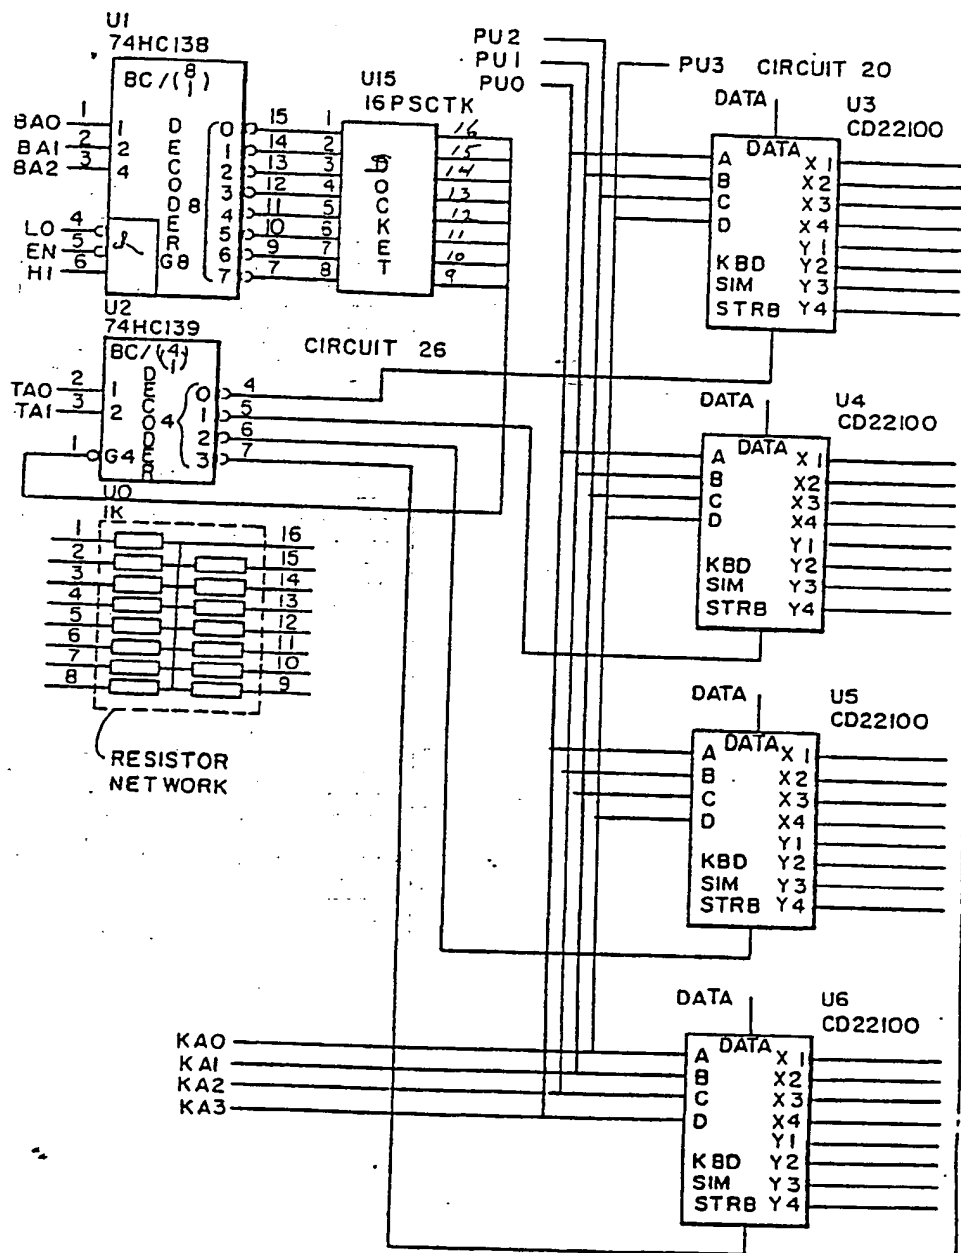 U1
74HC138
BC/(8/1)
DECODER
8
G8
BA0 1 1
BA1 2 2
BA2 3 4
LO 4
EN 5
HI 6
0 15
1 14
2 13
3 12
4 11
5 10
6 9
7 7
U15
16PSCTK
SOCKET
1 16
2 15
3 14
4 13
5 12
6 11
7 10
8 9
PU2
PU1
PU0
PU3 CIRCUIT 20
U2
74HC139
BC/(4/1)
DECODER
4
TA0 2 1
TA1 3 2
1 G4
0 4
1 5
2 6
3 7
CIRCUIT 26
U0
1K
1 16
2 15
3 14
4 13
5 12
6 11
7 10
8 9
RESISTOR
NETWORK
KA0
KA1
KA2
KA3
DATA U3
CD22100
DATA
A X1
B X2
C X3
D X4
Y1
KBD Y2
SIM Y3
STRB Y4
DATA U4
CD22100
DATA
A X1
B X2
C X3
D X4
Y1
KBD Y2
SIM Y3
STRB Y4
DATA U5
CD22100
DATA
A X1
B X2
C X3
D X4
Y1
KBD Y2
SIM Y3
STRB Y4
DATA U6
CD22100
DATA
A X1
B X2
C X3
D X4
Y1
KBD Y2
SIM Y3
STRB Y4